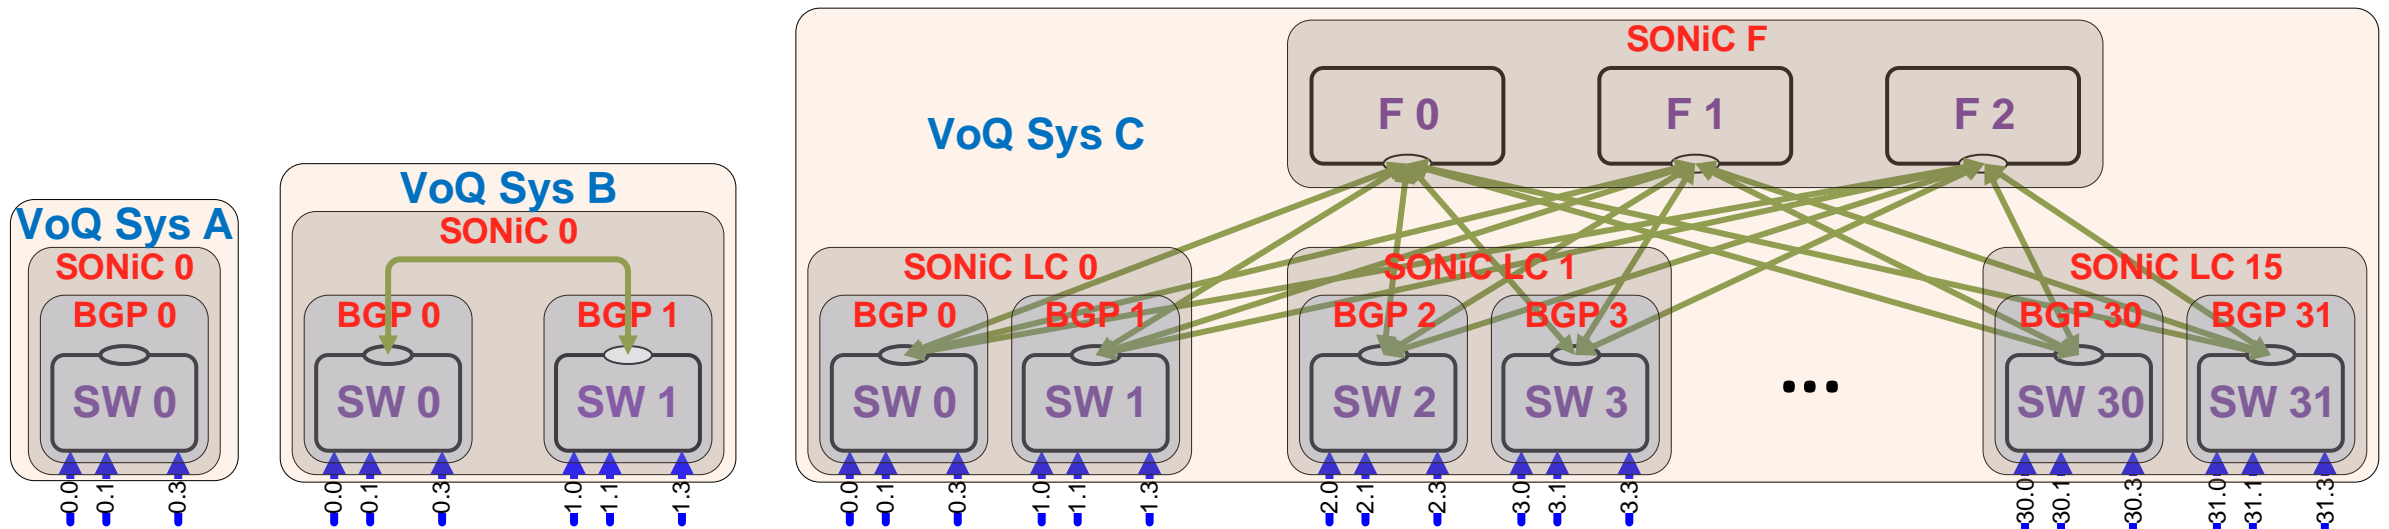 VoQ Sys A
SONiC 0
BGP 0
SW 0
0.0
0.1
0.3
VoQ Sys B
SONiC 0
BGP 0
BGP 1
SW 0
SW 1
0.0
0.1
0.3
1.0
1.1
1.3
VoQ Sys C
SONiC F
F 0
F 1
F 2
SONiC LC 0
SONiC LC 1
SONiC LC 15
BGP 0
BGP 1
BGP 2
BGP 3
BGP 30
BGP 31
SW 0
SW 1
SW 2
SW 3
...
SW 30
SW 31
0.0
0.1
0.3
1.0
1.1
1.3
2.0
2.1
2.3
3.0
3.1
3.3
30.0
30.1
30.3
31.0
31.1
31.3